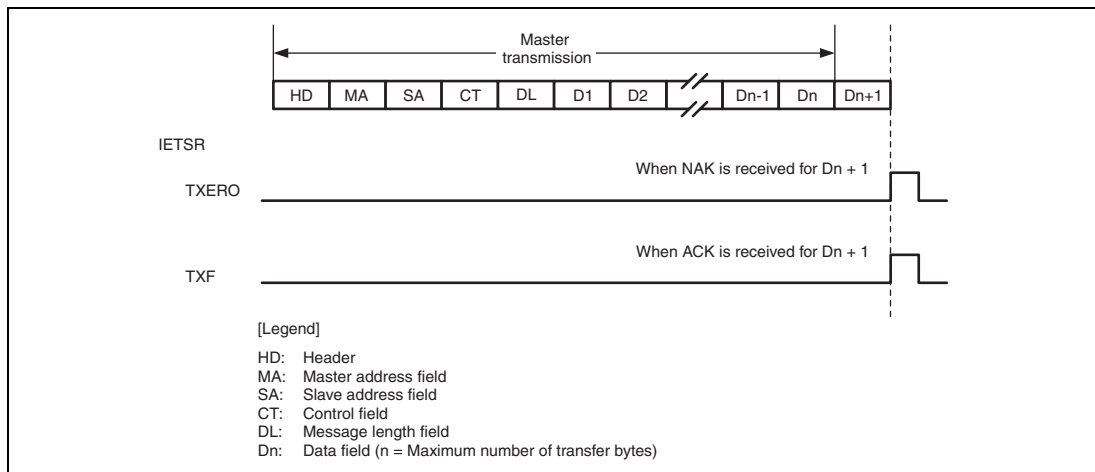 Master
transmission
HD MA SA CT DL D1 D2 Dn-1 Dn Dn+1
IETSR
When NAK is received for Dn + 1
TXERO
When ACK is received for Dn + 1
TXF
[Legend]
HD: Header
MA: Master address field
SA: Slave address field
CT: Control field
DL: Message length field
Dn: Data field (n = Maximum number of transfer bytes)